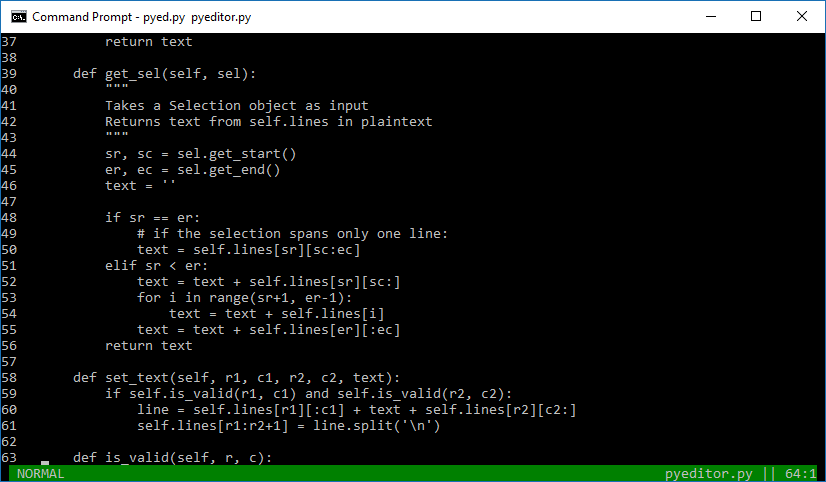 Command Prompt - pyed.py pyeditor.py
37           return text
38
39       def get_sel(self, sel):
40           """
41           Takes a Selection object as input
42           Returns text from self.lines in plaintext
43           """
44           sr, sc = sel.get_start()
45           er, ec = sel.get_end()
46           text = ''
47
48           if sr == er:
49               # if the selection spans only one line:
50               text = self.lines[sr][sc:ec]
51           elif sr < er:
52               text = text + self.lines[sr][sc:]
53               for i in range(sr+1, er-1):
54                   text = text + self.lines[i]
55               text = text + self.lines[er][:ec]
56           return text
57
58       def set_text(self, r1, c1, r2, c2, text):
59           if self.is_valid(r1, c1) and self.is_valid(r2, c2):
60               line = self.lines[r1][:c1] + text + self.lines[r2][c2:]
61               self.lines[r1:r2+1] = line.split('\n')
62
63       def is_valid(self, r, c):
NORMAL pyeditor.py || 64:1